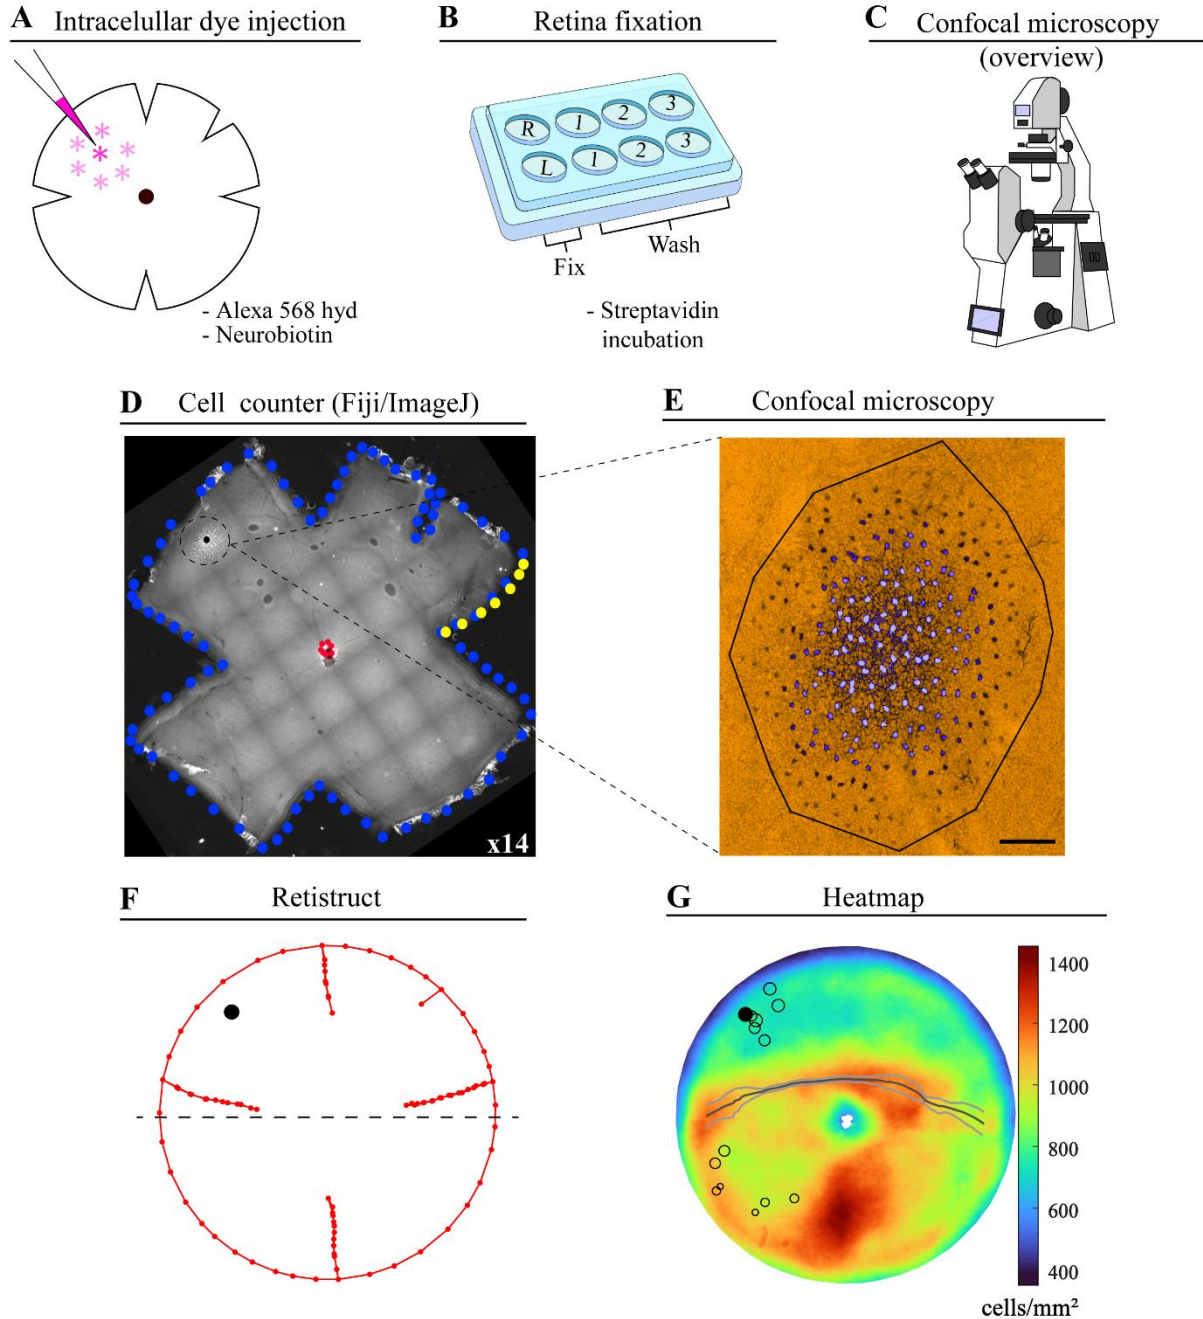 A Intracelullar dye injection
- Alexa 568 hyd
- Neurobiotin
B Retina fixation
R 1 2 3
L 1 2 3
Fix
Wash
- Streptavidin
incubation
C Confocal microscopy
(overview)
D Cell counter (Fiji/ImageJ)
x14
E Confocal microscopy
F Retistruct
G Heatmap
1400
1200
1000
800
600
400
cells/mm²